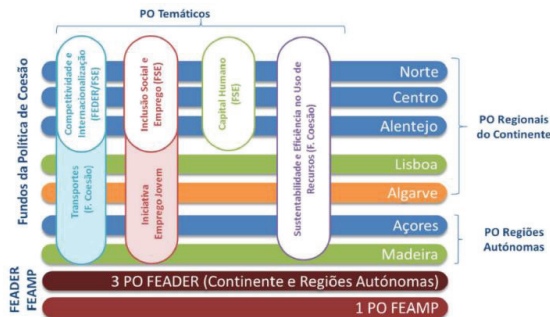 PO Temáticos
Fundos da Política de Coesão
Competitividade e
Internacionalização
(FEDER/FSE)
Transportes
(F. Coesão)
Inclusão Social e
Emprego (FSE)
Iniciativa
Emprego Jovem
Capital Humano
(FSE)
Sustentabilidade e Eficiência no Uso de
Recursos (F. Coesão)
Norte
Centro
Alentejo
Lisboa
Algarve
Açores
Madeira
PO Regionais
do Continente
PO Regiões
Autónomas
FEADER
FEAMP
3 PO FEADER (Continente e Regiões Autónomas)
1 PO FEAMP